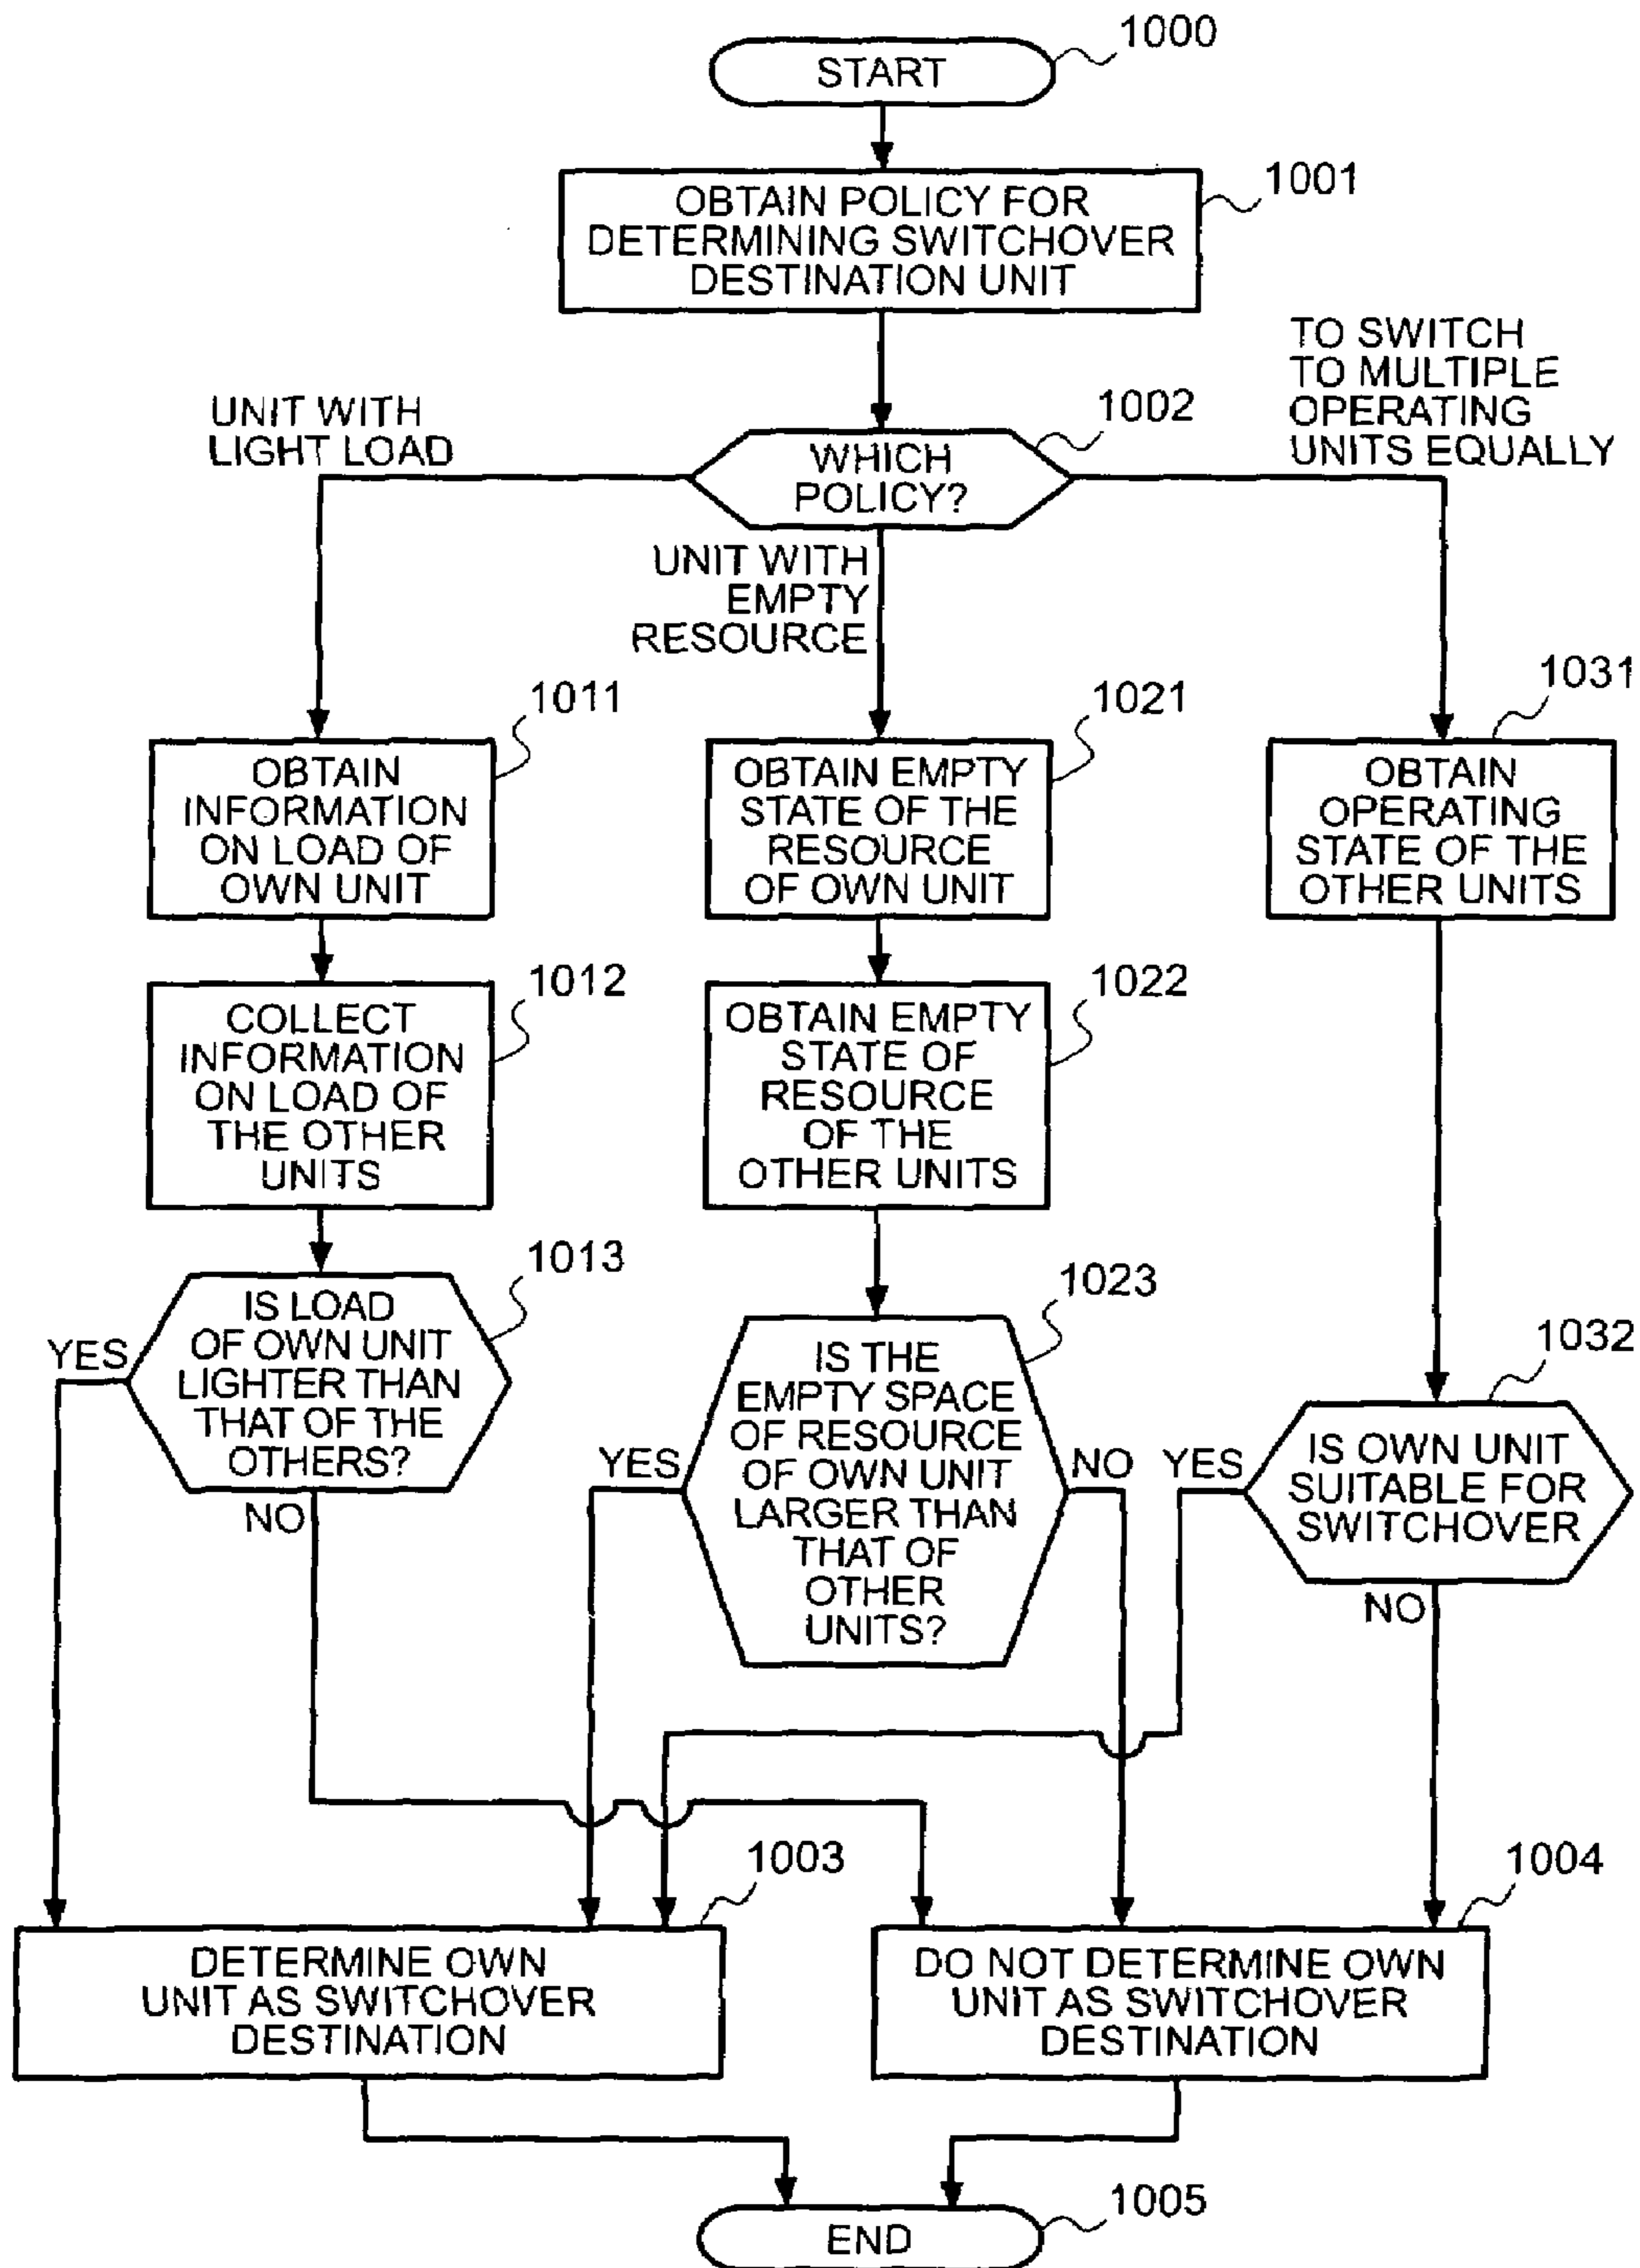 1000
START
1001
OBTAIN POLICY FOR
DETERMINING SWITCHOVER
DESTINATION UNIT
TO SWITCH
TO MULTIPLE
OPERATING
UNITS EQUALLY
UNIT WITH
LIGHT LOAD
1002
WHICH
POLICY?
UNIT WITH
EMPTY
RESOURCE
1011
OBTAIN
INFORMATION
ON LOAD OF
OWN UNIT
1021
OBTAIN EMPTY
STATE OF THE
RESOURCE
OF OWN UNIT
1031
OBTAIN
OPERATING
STATE OF THE
OTHER UNITS
1012
COLLECT
INFORMATION
ON LOAD OF
THE OTHER
UNITS
1022
OBTAIN EMPTY
STATE OF
RESOURCE
OF THE
OTHER UNITS
1013
IS LOAD
OF OWN UNIT
LIGHTER THAN
THAT OF THE
OTHERS?
YES
NO
1023
IS THE
EMPTY SPACE
OF RESOURCE
OF OWN UNIT
LARGER THAN
THAT OF
OTHER
UNITS?
YES
NO
1032
IS OWN UNIT
SUITABLE FOR
SWITCHOVER
YES
NO
1003
DETERMINE OWN
UNIT AS SWITCHOVER
DESTINATION
1004
DO NOT DETERMINE OWN
UNIT AS SWITCHOVER
DESTINATION
1005
END